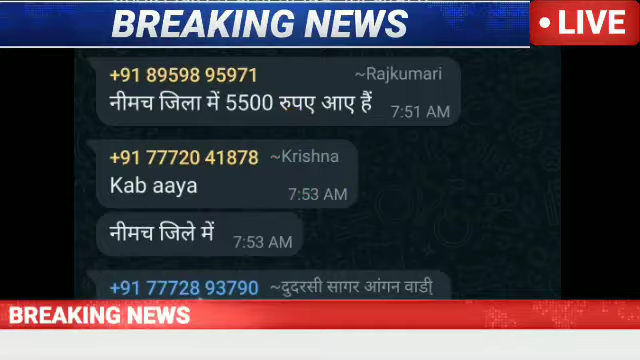 BREAKING NEWS
LIVE
+91 89598 95971 ~Rajkumari
नीमच जिला में 5500 रुपए आए हैं
7:51 AM
+91 77720 41878 ~Krishna
Kab aaya
7:53 AM
नीमच जिले में
7:53 AM
+91 77728 93790 ~दुदरसी सागर आंगन वाडी़
BREAKING NEWS